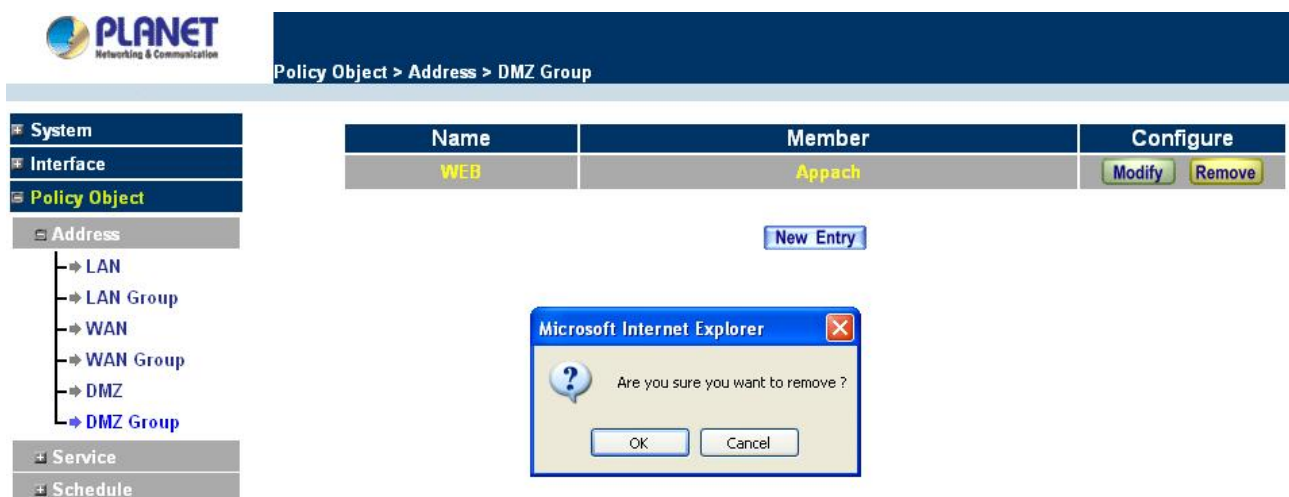 PLANET
Networking & Communication
Policy Object > Address > DMZ Group
System
Interface
Policy Object
Address
LAN
LAN Group
WAN
WAN Group
DMZ
DMZ Group
Service
Schedule
Name Member Configure
WEB Appach Modify Remove
New Entry
Microsoft Internet Explorer
Are you sure you want to remove ?
OK Cancel